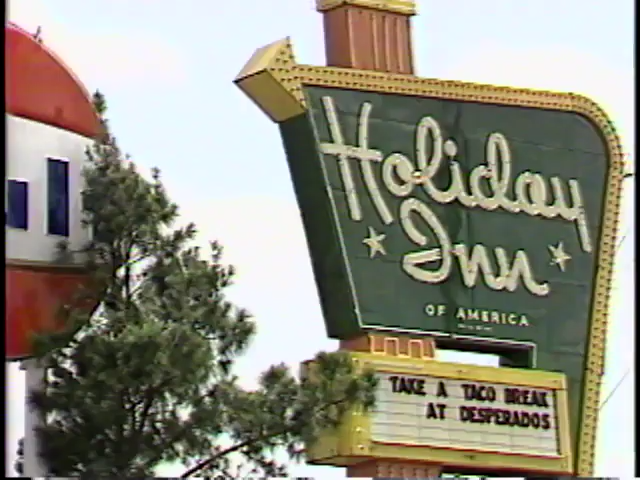 Holiday
Inn
OF AMERICA
TAKE A TACO BREAK
AT DESPERADOS